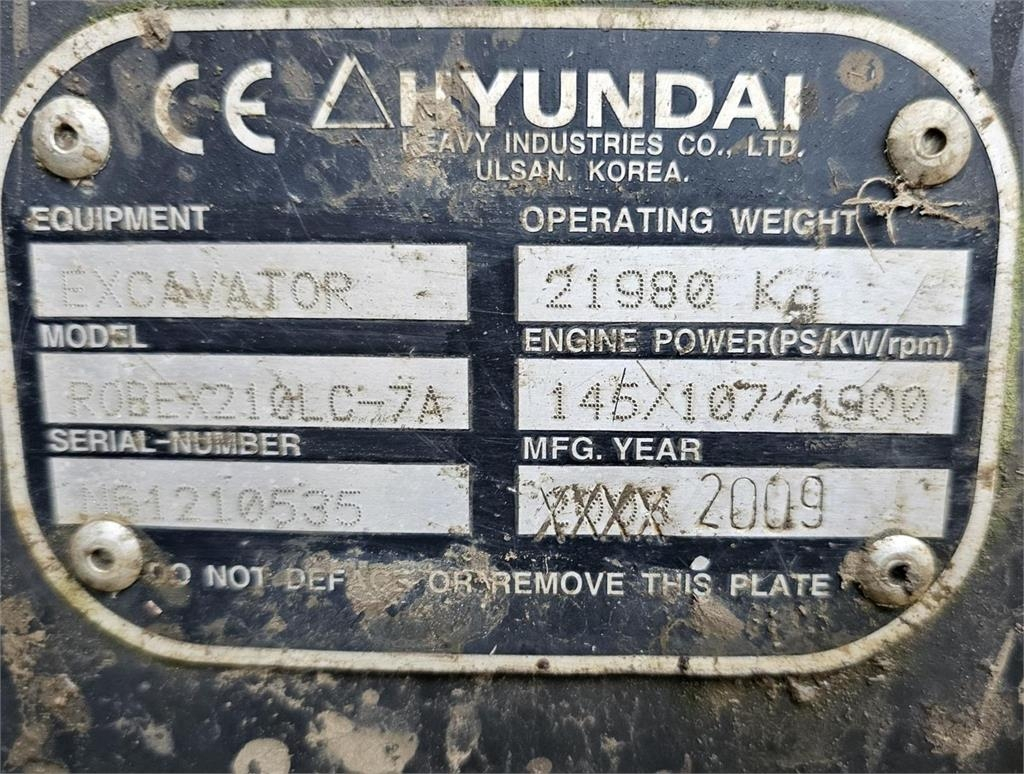 CE HYUNDAI
HEAVY INDUSTRIES CO., LTD.
ULSAN. KOREA.
EQUIPMENT OPERATING WEIGHT
EXCAVATOR 21980 Kg
MODEL ENGINE POWER(PS/KW/rpm)
ROBEX210LC-7A 145/107/1900
SERIAL-NUMBER MFG. YEAR
N61210535 2009
DO NOT DEFACE OR REMOVE THIS PLATE